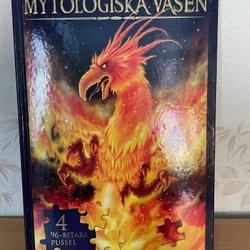 MYTOLOGISKA VÄSEN
4
96-BITARS
PUSSEL